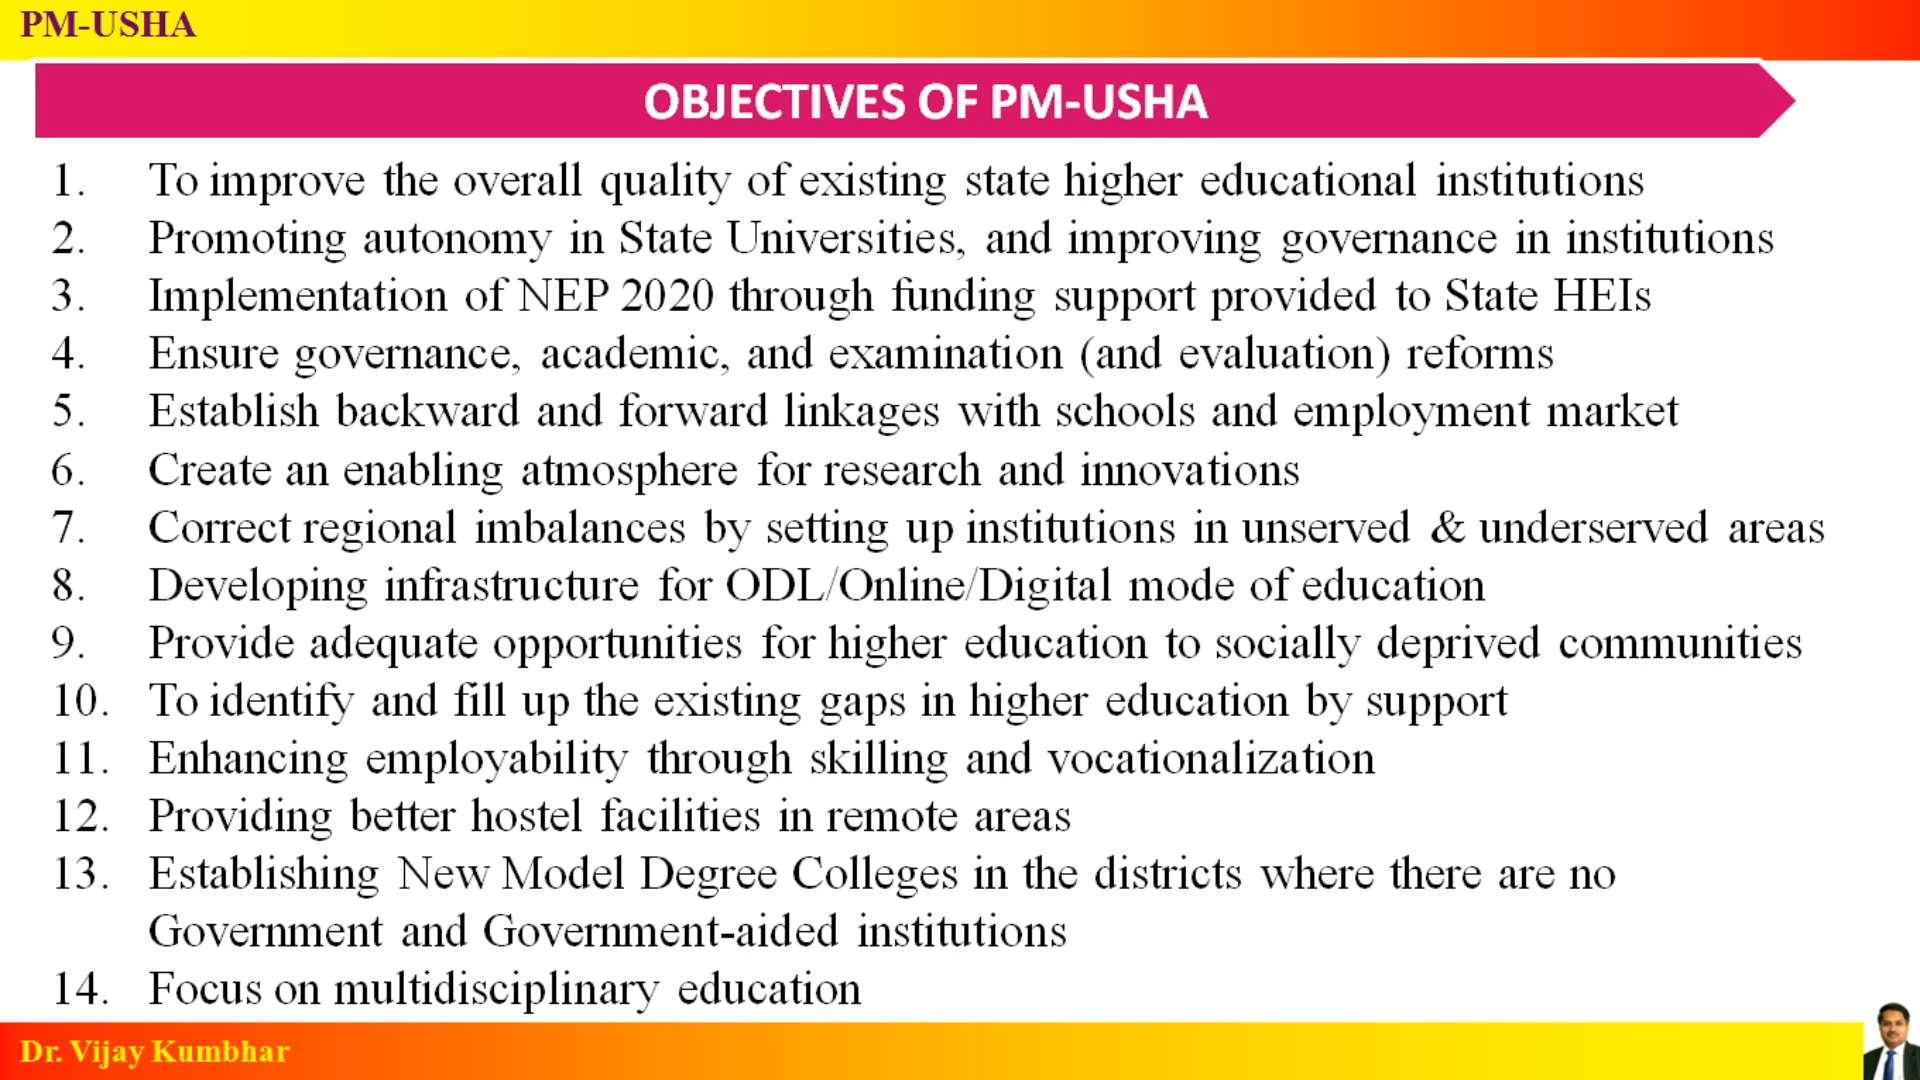 PM-USHA
OBJECTIVES OF PM-USHA
1. To improve the overall quality of existing state higher educational institutions
2. Promoting autonomy in State Universities, and improving governance in institutions
3. Implementation of NEP 2020 through funding support provided to State HEIs
4. Ensure governance, academic, and examination (and evaluation) reforms
5. Establish backward and forward linkages with schools and employment market
6. Create an enabling atmosphere for research and innovations
7. Correct regional imbalances by setting up institutions in unserved & underserved areas
8. Developing infrastructure for ODL/Online/Digital mode of education
9. Provide adequate opportunities for higher education to socially deprived communities
10. To identify and fill up the existing gaps in higher education by support
11. Enhancing employability through skilling and vocationalization
12. Providing better hostel facilities in remote areas
13. Establishing New Model Degree Colleges in the districts where there are no
Government and Government-aided institutions
14. Focus on multidisciplinary education
Dr. Vijay Kumbhar